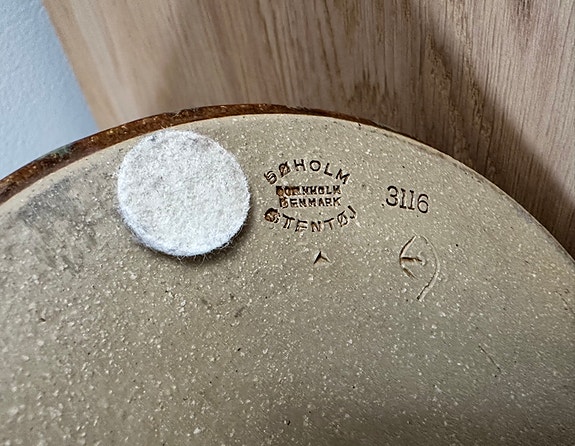 SØHOLM
BORNHOLM
DENMARK
STENTØJ
3116